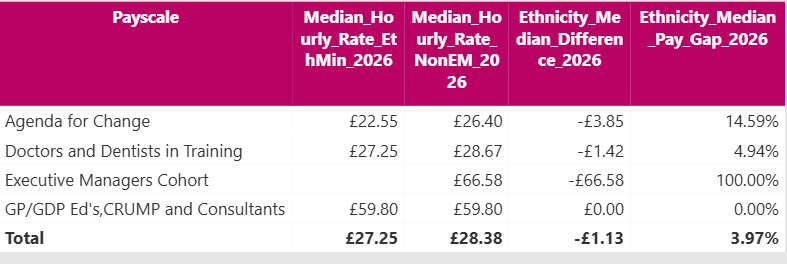 Payscale Median_Hourly_Rate_EthMin_2026 Median_Hourly_Rate_NonEM_2026 Ethnicity_Median_Difference_2026 Ethnicity_Median_Pay_Gap_2026
Agenda for Change £22.55 £26.40 -£3.85 14.59%
Doctors and Dentists in Training £27.25 £28.67 -£1.42 4.94%
Executive Managers Cohort £66.58 -£66.58 100.00%
GP/GDP Ed's,CRUMP and Consultants £59.80 £59.80 £0.00 0.00%
Total £27.25 £28.38 -£1.13 3.97%